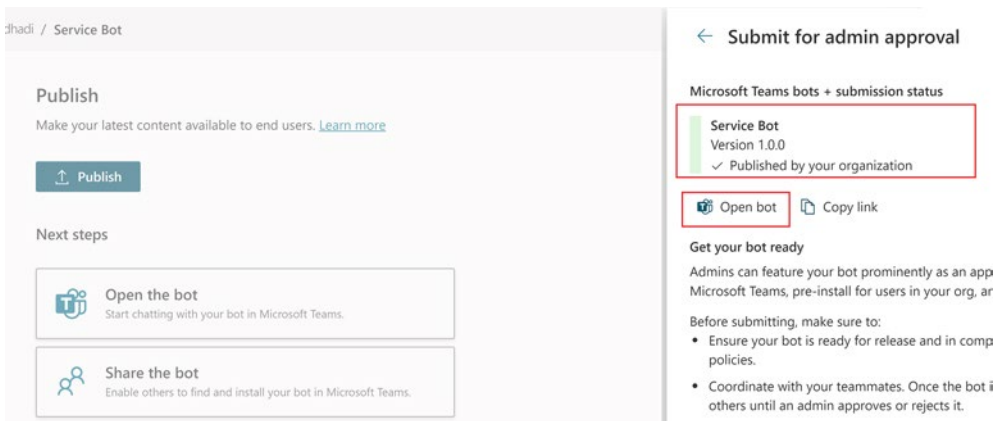 / Service Bot
Publish
Make your latest content available to end users. Learn more
Publish
Next steps
Open the bot
Start chatting with your bot in Microsoft Teams.
Share the bot
Enable others to find and install your bot in Microsoft Teams.
Submit for admin approval
Microsoft Teams bots + submission status
Service Bot
Version 1.0.0
Published by your organization
Open bot Copy link
Get your bot ready
Admins can feature your bot prominently as an
Microsoft Teams, pre-install for users in your org,
Before submitting, make sure to:
• Ensure your bot is ready for release and in
policies.
• Coordinate with your teammates. Once the bot
others until an admin approves or rejects it.